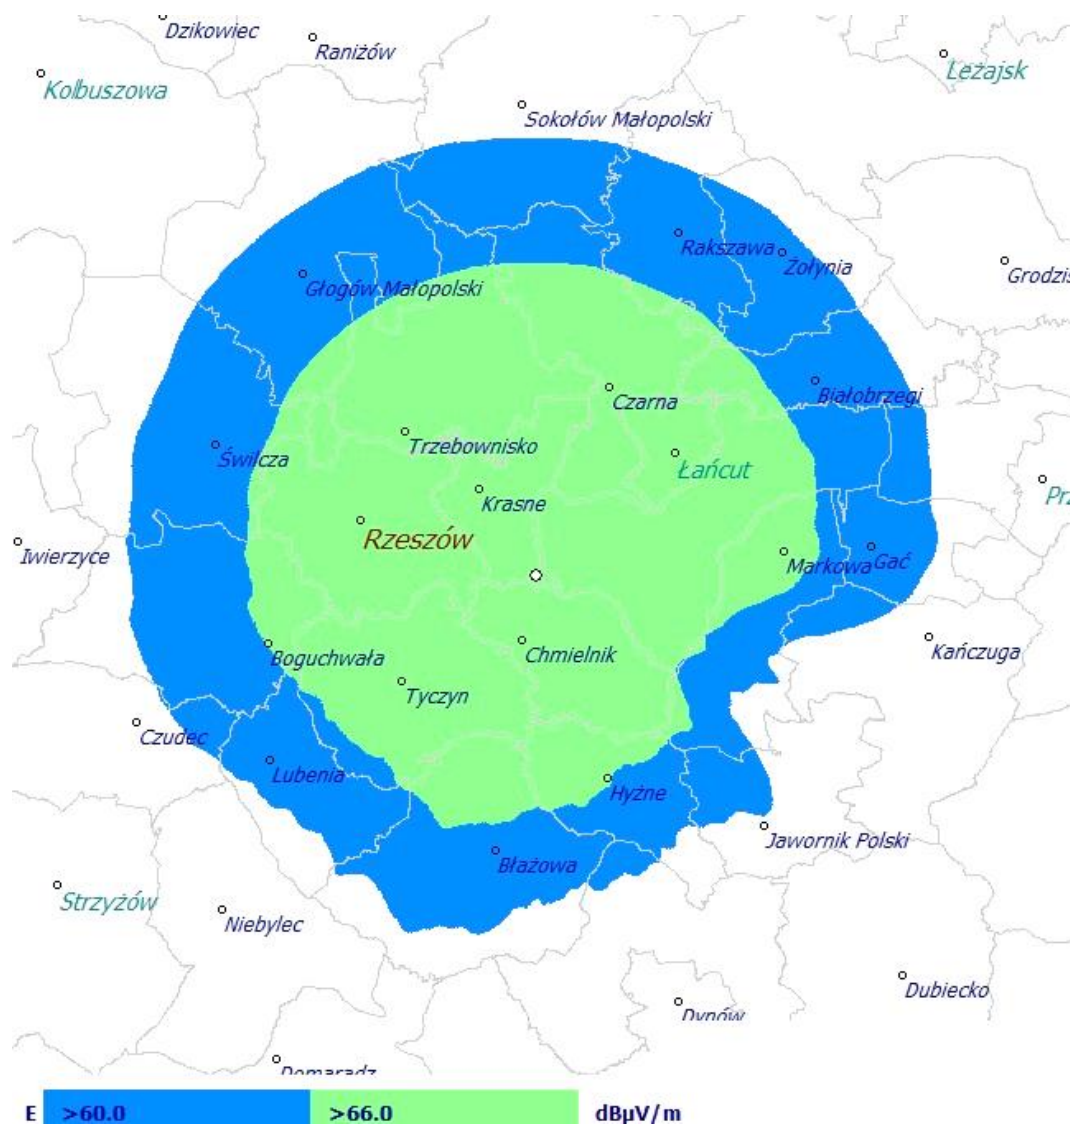 Dzikowiec
Raniżów
Kolbuszowa
Leżajsk
Sokołów Małopolski
Rakszawa
Żołynia
Grodzis
Głogów Małopolski
Białobrzegi
Czarna
Trzebownisko
Świlcza
Łańcut
Krasne
Prz
Rzeszów
Iwierzyce
Markowa
Gać
Boguchwała
Chmielnik
Kańczuga
Tyczyn
Czudec
Lubenia
Hyżne
Jawornik Polski
Błażowa
Strzyżów
Niebylec
Dubiecko
Dynów
Domaradz
E >60.0 >66.0 dBµV/m